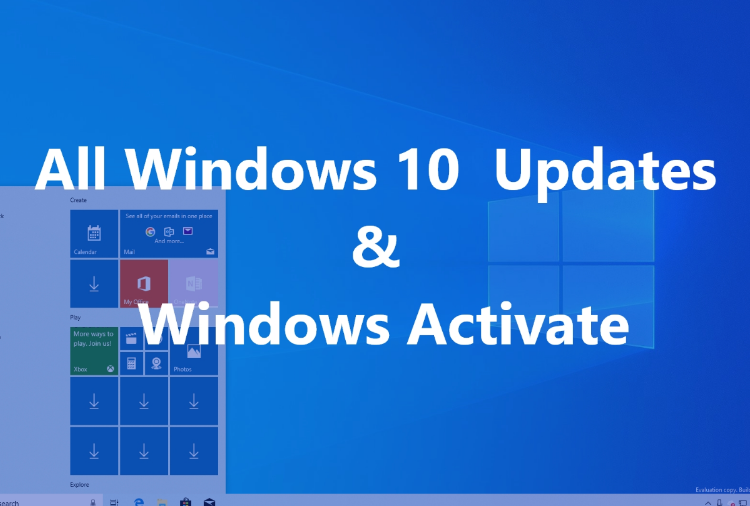 All Windows 10 Updates
&
Windows Activate
Create
See all of your emails in one place
And more...
Calendar
Mail
My Office
Play
More ways to
play. Join us!
Xbox
Photos
Explore
search
Evaluation copy. Build